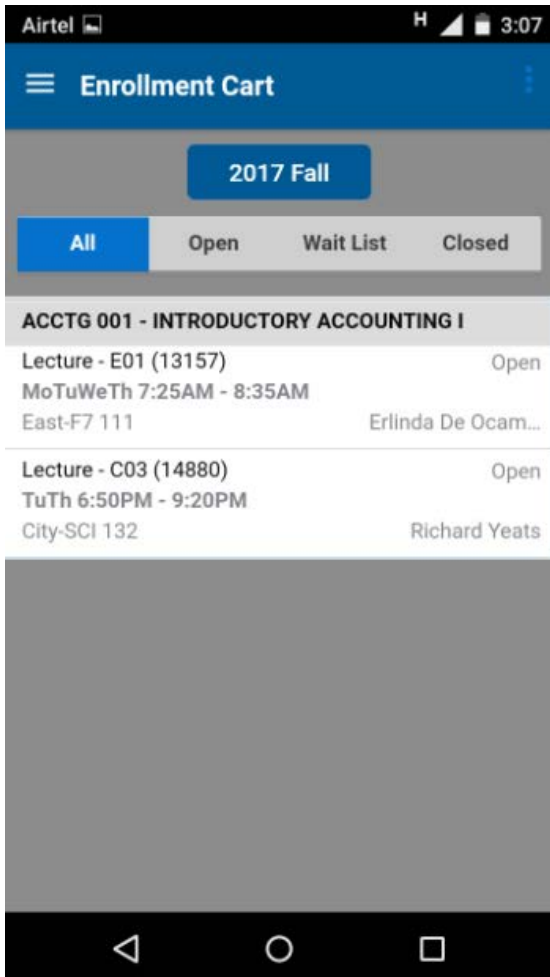 Airtel H 3:07
Enrollment Cart
2017 Fall
All Open Wait List Closed
ACCTG 001 - INTRODUCTORY ACCOUNTING I
Lecture - E01 (13157) Open
MoTuWeTh 7:25AM - 8:35AM
East-F7 111 Erlinda De Ocam...
Lecture - C03 (14880) Open
TuTh 6:50PM - 9:20PM
City-SCI 132 Richard Yeats